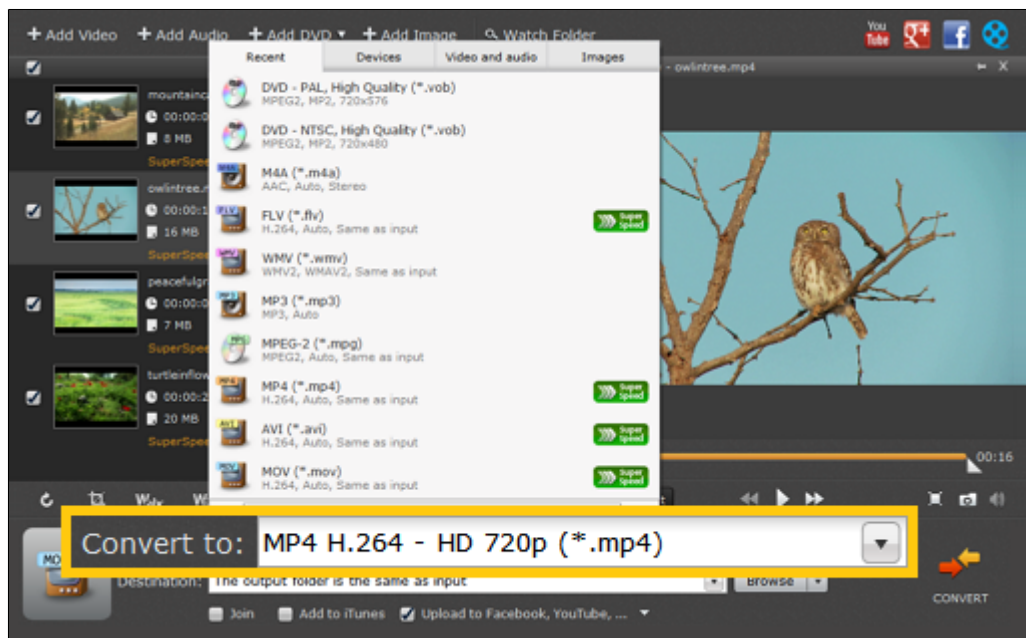 Add Video
Add Audio
Add DVD
Add Image
Watch Folder
You
Tube
Recent
Devices
Video and audio
Images
- owlintree.mp4
X
DVD - PAL, High Quality (*.vob)
MPEG2, MP2, 720x576
DVD - NTSC, High Quality (*.vob)
MPEG2, MP2, 720x480
M4A (*.m4a)
AAC, Auto, Stereo
FLV (*.flv)
H.264, Auto, Same as input
Super Speed
WMV (*.wmv)
WMV2, WMAV2, Same as input
MP3 (*.mp3)
MP3, Auto
MPEG-2 (*.mpg)
MPEG2, Auto, Same as input
MP4 (*.mp4)
H.264, Auto, Same as input
Super Speed
AVI (*.avi)
H.264, Auto, Same as input
Super Speed
MOV (*.mov)
H.264, Auto, Same as input
Super Speed
8 MB
16 MB
7 MB
20 MB
00:16
Convert to: MP4 H.264 - HD 720p (*.mp4)
Destination: The output folder is the same as input
Browse
Join
Add to iTunes
Upload to Facebook, YouTube, ...
CONVERT